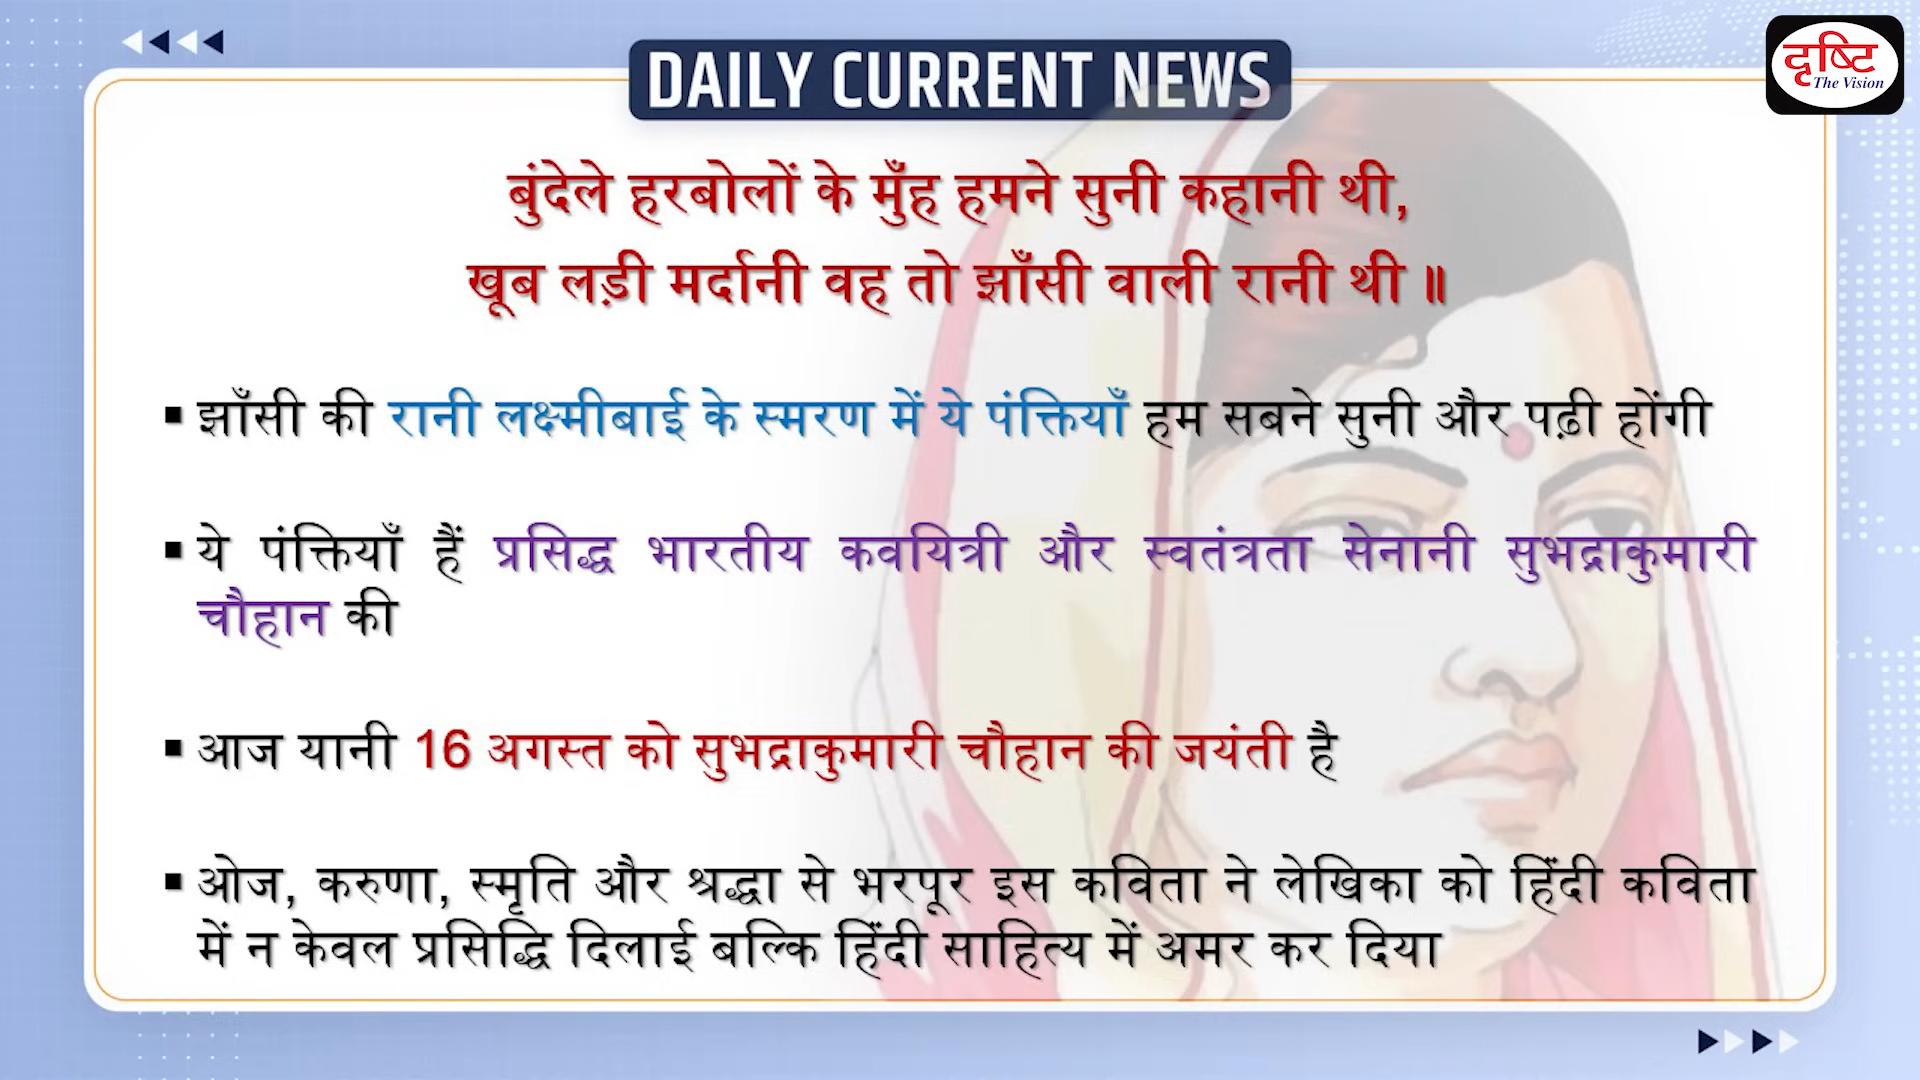 DAILY CURRENT NEWS
दृष्टि
The Vision
बुंदेले हरबोलों के मुँह हमने सुनी कहानी थी,
खूब लड़ी मर्दानी वह तो झाँसी वाली रानी थी ॥
▪ झाँसी की रानी लक्ष्मीबाई के स्मरण में ये पंक्तियाँ हम सबने सुनी और पढ़ी होंगी
▪ ये पंक्तियाँ हैं प्रसिद्ध भारतीय कवयित्री और स्वतंत्रता सेनानी सुभद्राकुमारी
चौहान की
▪ आज यानी 16 अगस्त को सुभद्राकुमारी चौहान की जयंती है
▪ ओज, करुणा, स्मृति और श्रद्धा से भरपूर इस कविता ने लेखिका को हिंदी कविता
में न केवल प्रसिद्धि दिलाई बल्कि हिंदी साहित्य में अमर कर दिया